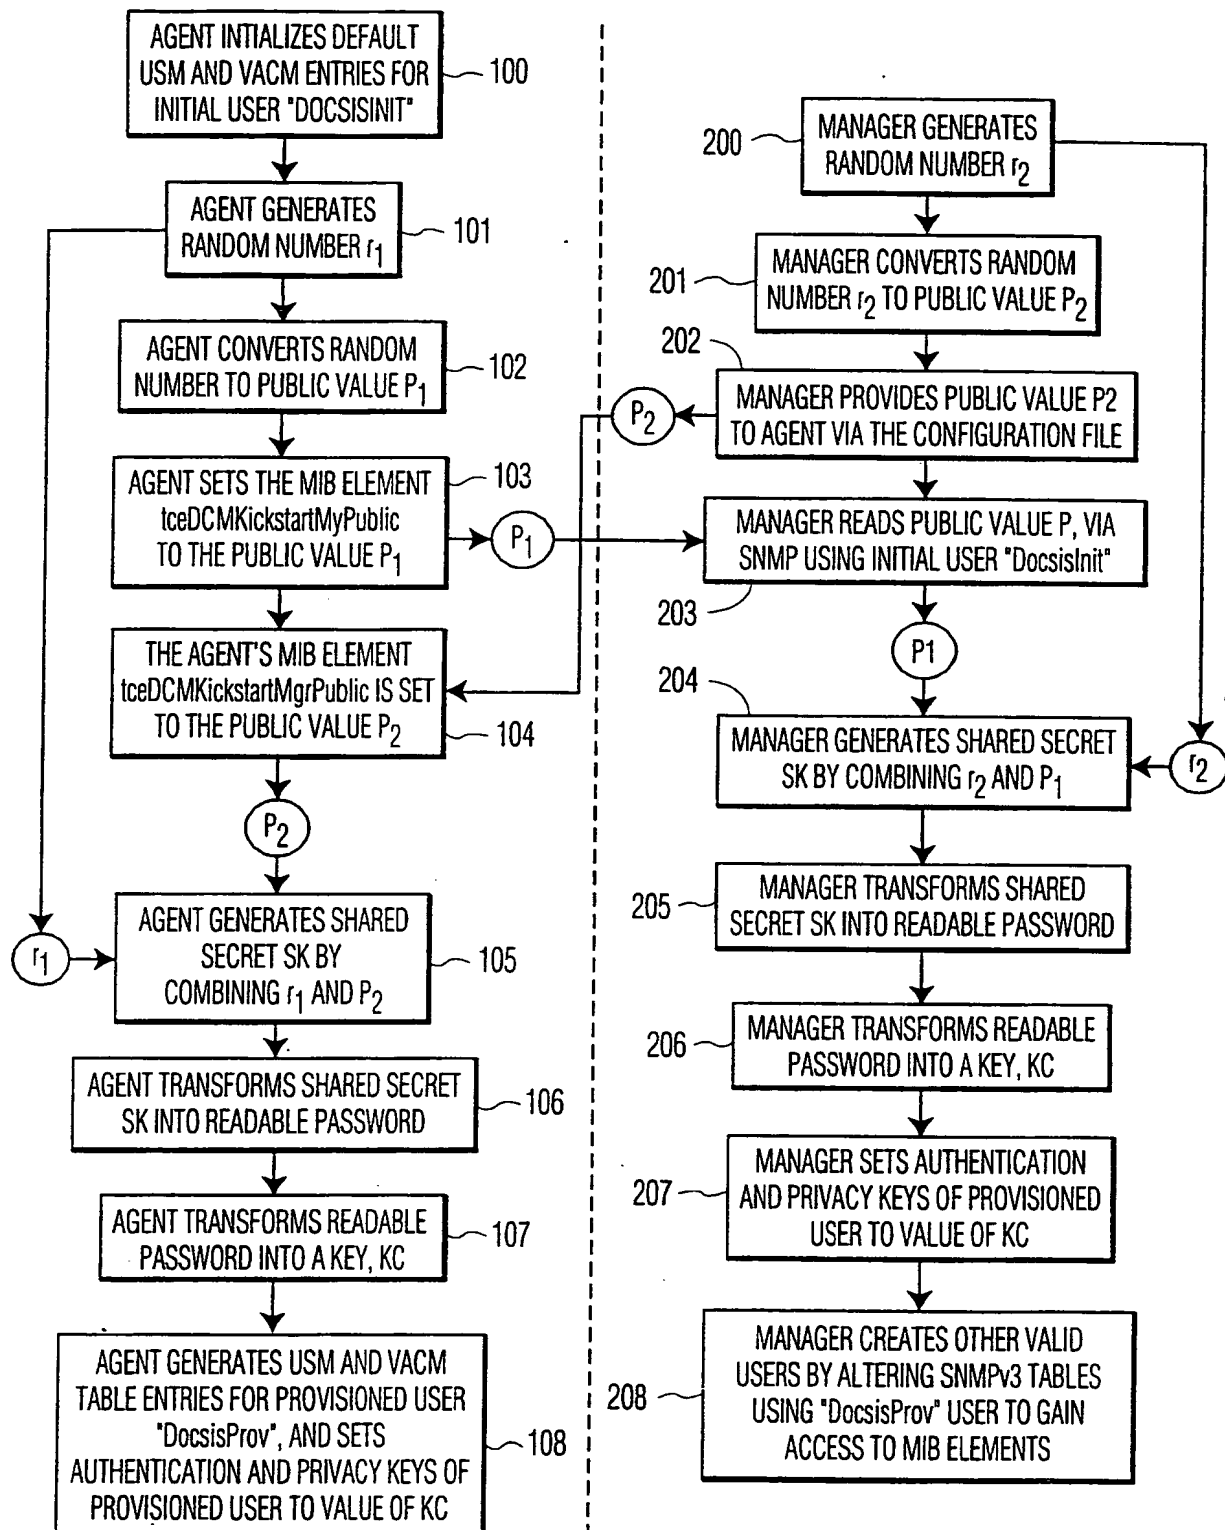 AGENT INTIALIZES DEFAULT
USM AND VACM ENTRIES FOR
INITIAL USER "DOCSISINIT"
100
AGENT GENERATES
RANDOM NUMBER r1
101
AGENT CONVERTS RANDOM
NUMBER TO PUBLIC VALUE P1
102
AGENT SETS THE MIB ELEMENT
tceDCMKickstartMyPublic
TO THE PUBLIC VALUE P1
103
P1
THE AGENT'S MIB ELEMENT
tceDCMKickstartMgrPublic IS SET
TO THE PUBLIC VALUE P2
104
P2
r1
AGENT GENERATES SHARED
SECRET SK BY
COMBINING r1 AND P2
105
AGENT TRANSFORMS SHARED SECRET
SK INTO READABLE PASSWORD
106
AGENT TRANSFORMS READABLE
PASSWORD INTO A KEY, KC
107
AGENT GENERATES USM AND VACM
TABLE ENTRIES FOR PROVISIONED USER
"DocsisProv", AND SETS
AUTHENTICATION AND PRIVACY KEYS OF
PROVISIONED USER TO VALUE OF KC
108
200
MANAGER GENERATES
RANDOM NUMBER r2
201
MANAGER CONVERTS RANDOM
NUMBER r2 TO PUBLIC VALUE P2
202
MANAGER PROVIDES PUBLIC VALUE P2
TO AGENT VIA THE CONFIGURATION FILE
P2
MANAGER READS PUBLIC VALUE P, VIA
SNMP USING INITIAL USER "DocsisInit"
203
P1
204
MANAGER GENERATES SHARED SECRET
SK BY COMBINING r2 AND P1
r2
205
MANAGER TRANSFORMS SHARED
SECRET SK INTO READABLE PASSWORD
206
MANAGER TRANSFORMS READABLE
PASSWORD INTO A KEY, KC
207
MANAGER SETS AUTHENTICATION
AND PRIVACY KEYS OF PROVISIONED
USER TO VALUE OF KC
208
MANAGER CREATES OTHER VALID
USERS BY ALTERING SNMPv3 TABLES
USING "DocsisProv" USER TO GAIN
ACCESS TO MIB ELEMENTS